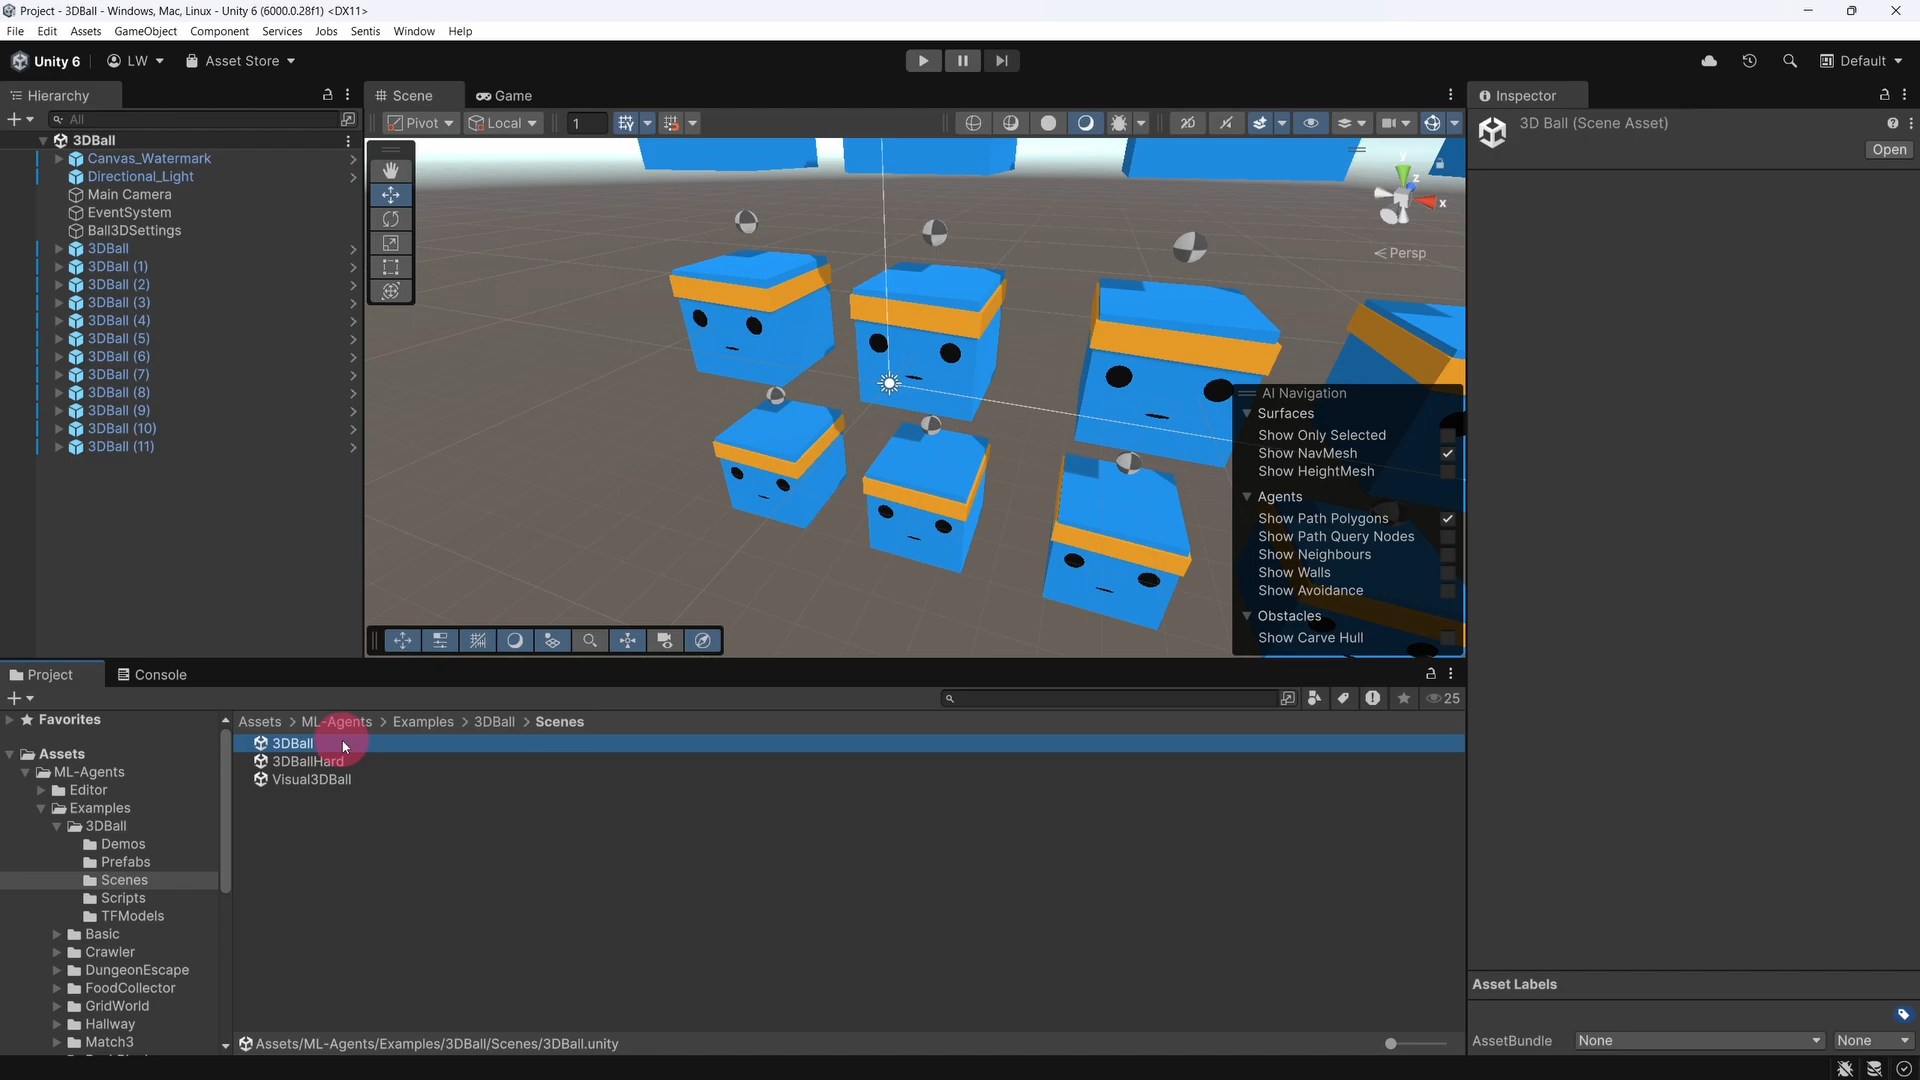 Project - 3DBall - Windows, Mac, Linux - Unity 6 (6000.0.28f1) <DX11>
File Edit Assets GameObject Component Services Jobs Sentis Window Help
Unity 6 LW Asset Store Default
Hierarchy
All
3DBall
Canvas_Watermark
Directional_Light
Main Camera
EventSystem
Ball3DSettings
3DBall
3DBall (1)
3DBall (2)
3DBall (3)
3DBall (4)
3DBall (5)
3DBall (6)
3DBall (7)
3DBall (8)
3DBall (9)
3DBall (10)
3DBall (11)
Scene Game
Pivot Local 1 2D
y
z
x
Persp
AI Navigation
Surfaces
Show Only Selected
Show NavMesh
Show HeightMesh
Agents
Show Path Polygons
Show Path Query Nodes
Show Neighbours
Show Walls
Show Avoidance
Obstacles
Show Carve Hull
Inspector
3D Ball (Scene Asset)
Open
Project Console
25
Favorites
Assets
ML-Agents
Editor
Examples
3DBall
Demos
Prefabs
Scenes
Scripts
TFModels
Basic
Crawler
DungeonEscape
FoodCollector
GridWorld
Hallway
Match3
Assets > ML-Agents > Examples > 3DBall > Scenes
3DBall
3DBallHard
Visual3DBall
Assets/ML-Agents/Examples/3DBall/Scenes/3DBall.unity
Asset Labels
AssetBundle None None